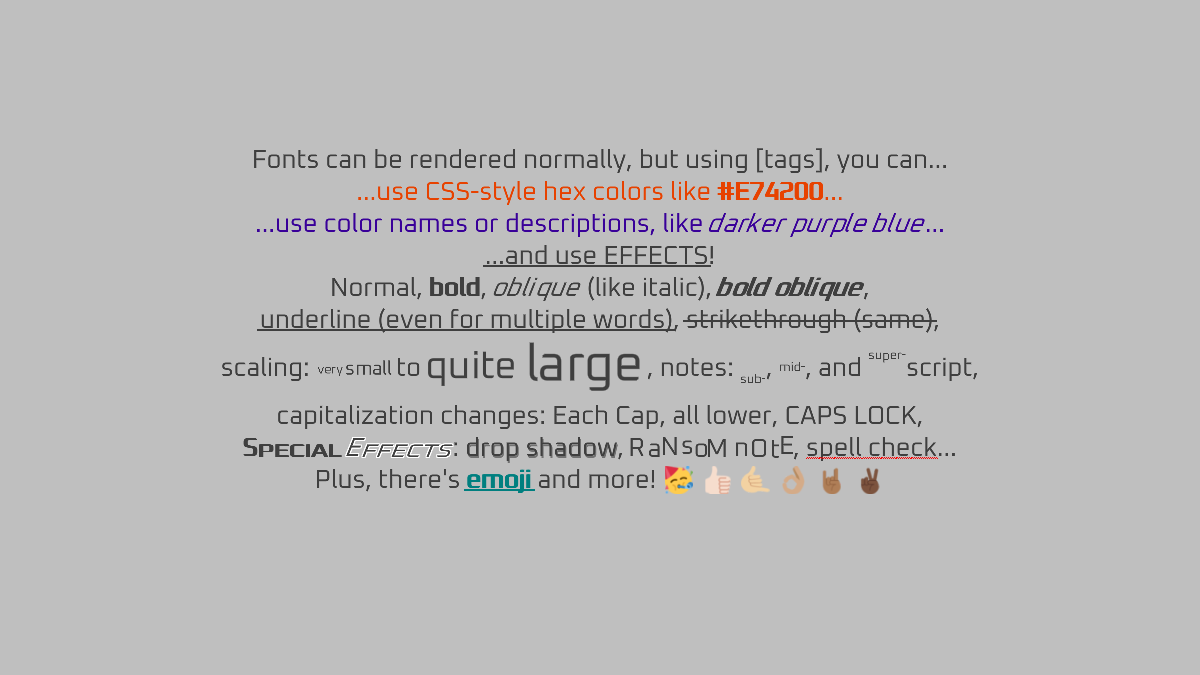 Fonts can be rendered normally, but using [tags], you can...
...use CSS-style hex colors like #E74200...
...use color names or descriptions, like darker purple blue...
...and use EFFECTS!
Normal, bold, oblique (like italic), bold oblique,
underline (even for multiple words), strikethrough (same),
scaling: very small to quite large, notes: sub-, mid-, and super-script,
capitalization changes: Each Cap, all lower, CAPS LOCK,
Special Effects: drop shadow, RaNsoM nOtE, spell check...
Plus, there's emoji and more! 🥳 👍🏻 🤙🏼 👌🏽 🤘🏾 ✌🏿